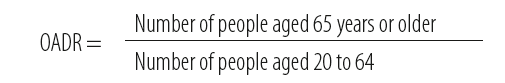 Number of people aged 65 years or older
OADR =
Number of people aged 20 to 64